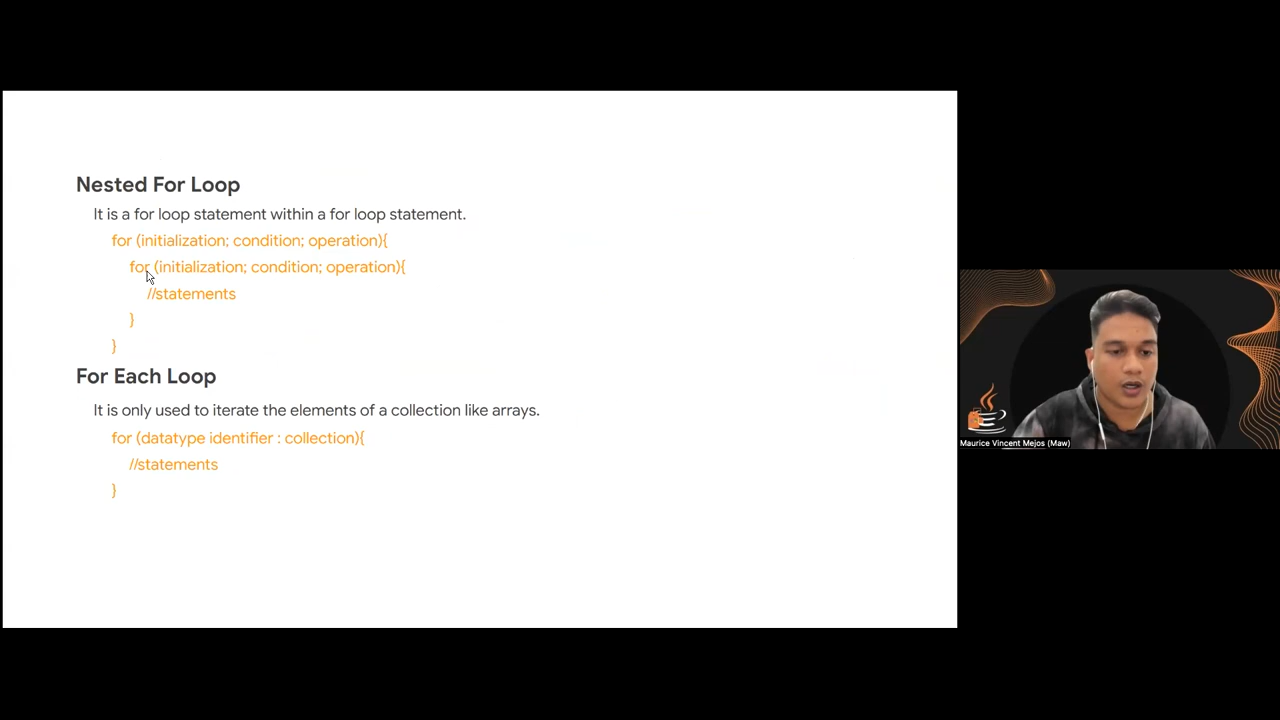 Nested For Loop
It is a for loop statement within a for loop statement.
for (initialization; condition; operation){
for (initialization; condition; operation){
//statements
}
}
For Each Loop
It is only used to iterate the elements of a collection like arrays.
for (datatype identifier : collection){
//statements
}
Maurice Vincent Mejos (Maw)